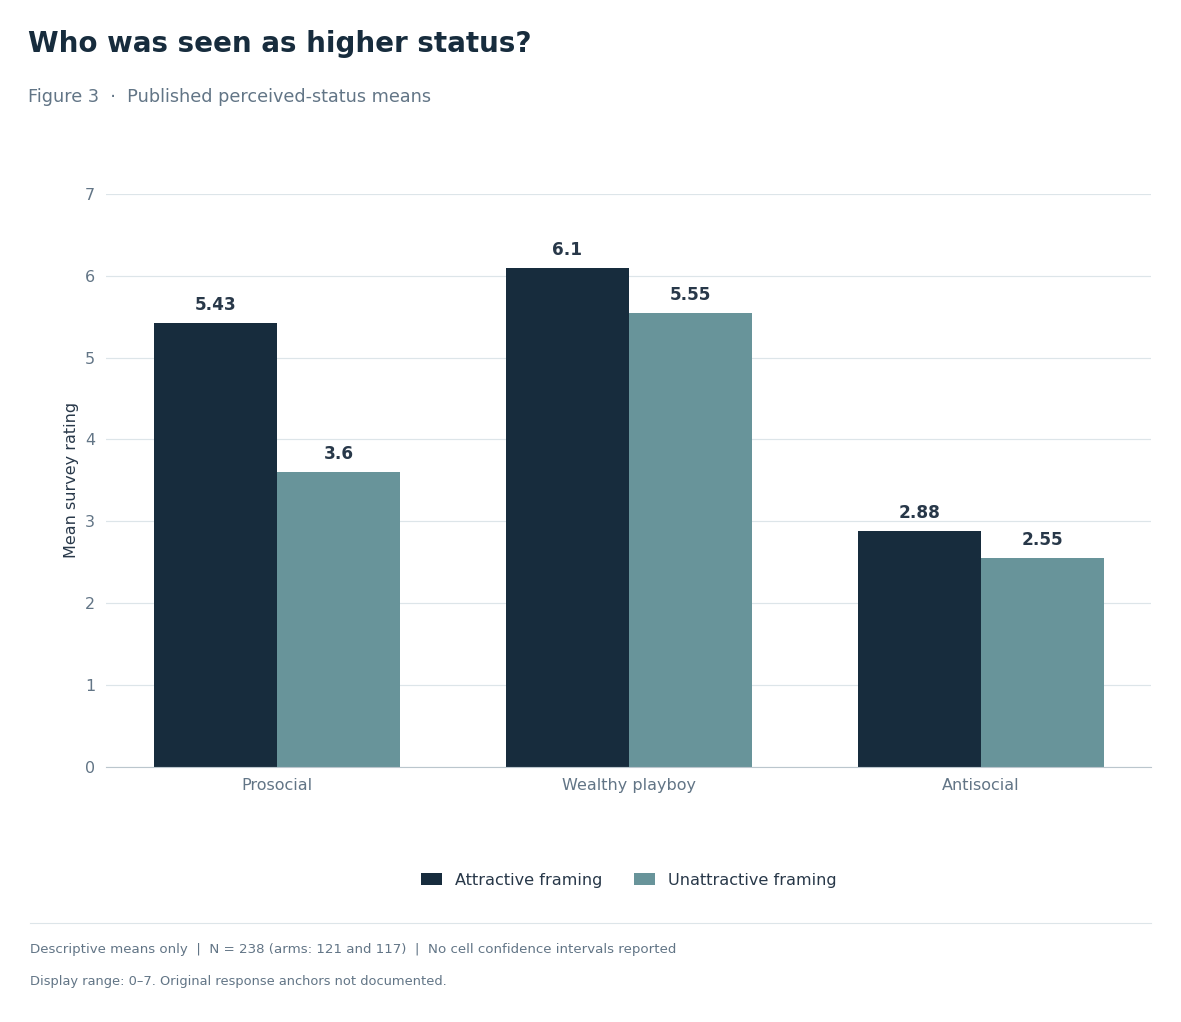 Who was seen as higher status?
Figure 3 · Published perceived-status means
7
6
5
4
3
2
1
0
Mean survey rating
5.43
3.6
6.1
5.55
2.88
2.55
Prosocial
Wealthy playboy
Antisocial
Attractive framing
Unattractive framing
Descriptive means only | N = 238 (arms: 121 and 117) | No cell confidence intervals reported
Display range: 0–7. Original response anchors not documented.